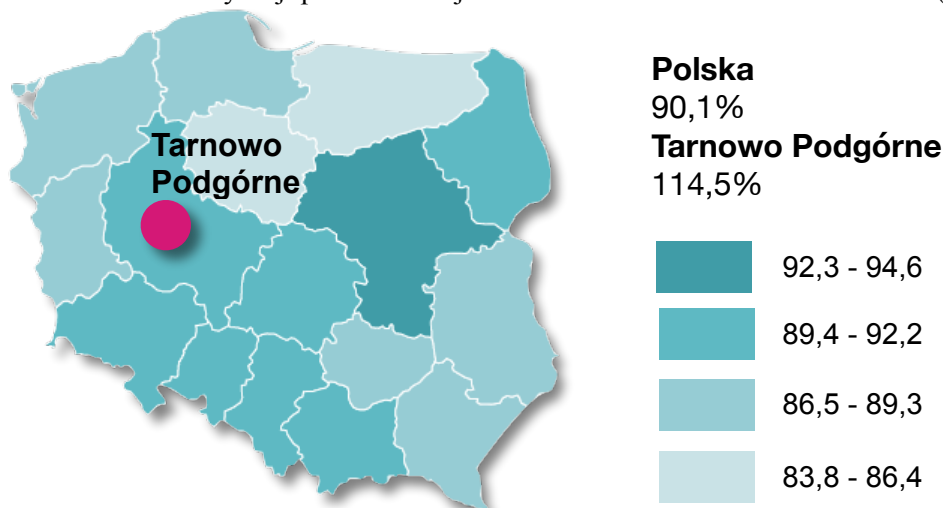 Tarnowo
Podgórne
Polska
90,1%
Tarnowo Podgórne
114,5%
92,3 - 94,6
89,4 - 92,2
86,5 - 89,3
83,8 - 86,4